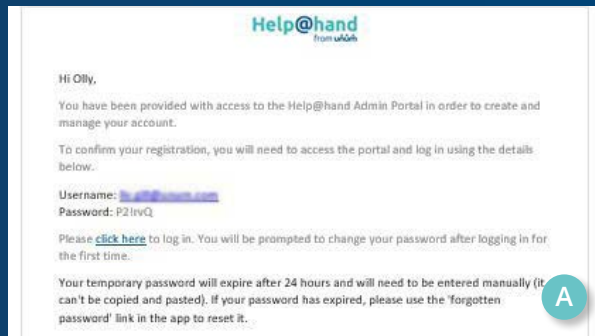 Help@hand
from unum
Hi Olly,
You have been provided with access to the Help@hand Admin Portal in order to create and
manage your account.
To confirm your registration, you will need to access the portal and log in using the details
below.
Username:
Password: P2!rvQ
Please click here to log in. You will be prompted to change your password after logging in for
the first time.
Your temporary password will expire after 24 hours and will need to be entered manually (it
can't be copied and pasted). If your password has expired, please use the 'forgotten
password' link in the app to reset it.
A